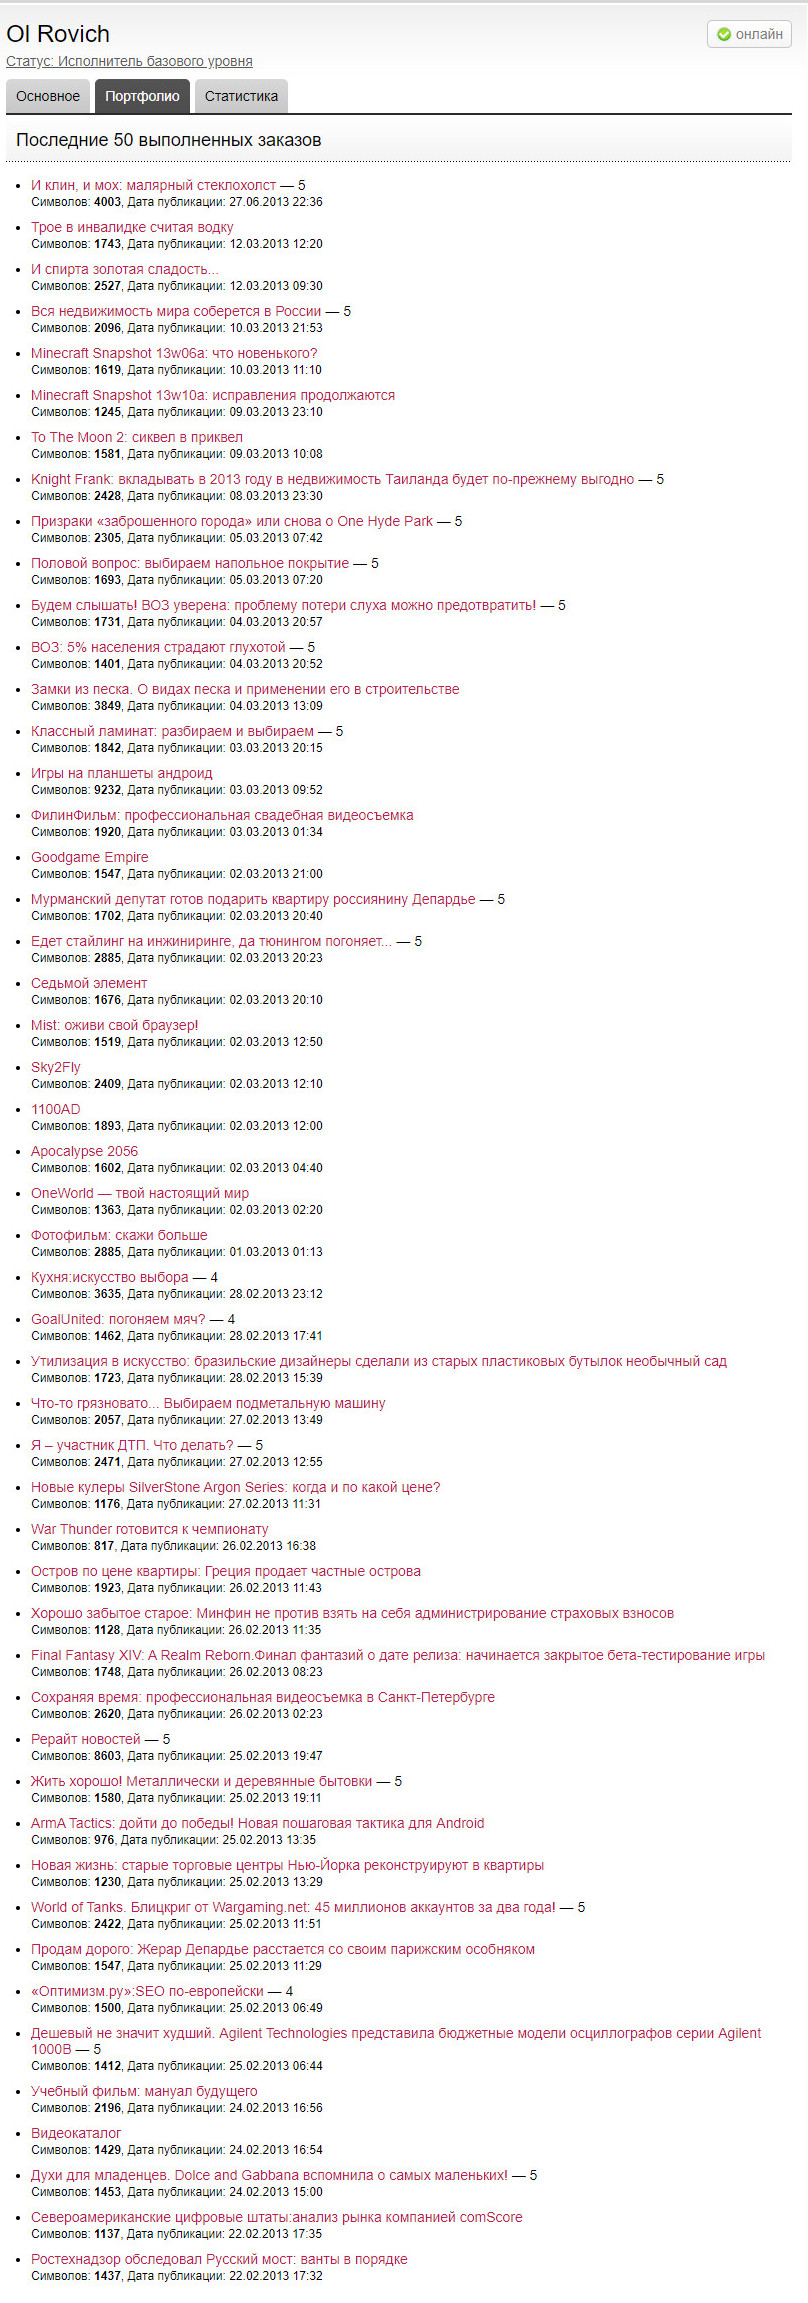 Ol Rovich
онлайн
Статус: Исполнитель базового уровня
Основное
Портфолио
Статистика
Последние 50 выполненных заказов
И клин, и мох: малярный стеклохолст — 5
Символов: 4003, Дата публикации: 27.06.2013 22:36
Трое в инвалидке считая водку
Символов: 1743, Дата публикации: 12.03.2013 12:20
И спирта золотая сладость...
Символов: 2527, Дата публикации: 12.03.2013 09:30
Вся недвижимость мира соберется в России — 5
Символов: 2096, Дата публикации: 10.03.2013 21:53
Minecraft Snapshot 13w06a: что новенького?
Символов: 1619, Дата публикации: 10.03.2013 11:10
Minecraft Snapshot 13w10a: исправления продолжаются
Символов: 1245, Дата публикации: 09.03.2013 23:10
To The Moon 2: сиквел в приквел
Символов: 1581, Дата публикации: 09.03.2013 10:08
Knight Frank: вкладывать в 2013 году в недвижимость Таиланда будет по-прежнему выгодно — 5
Символов: 2428, Дата публикации: 08.03.2013 23:30
Призраки «заброшенного города» или снова о One Hyde Park — 5
Символов: 2305, Дата публикации: 05.03.2013 07:42
Половой вопрос: выбираем напольное покрытие — 5
Символов: 1693, Дата публикации: 05.03.2013 07:20
Будем слышать! ВОЗ уверена: проблему потери слуха можно предотвратить! — 5
Символов: 1731, Дата публикации: 04.03.2013 20:57
ВОЗ: 5% населения страдают глухотой — 5
Символов: 1401, Дата публикации: 04.03.2013 20:52
Замки из песка. О видах песка и применении его в строительстве
Символов: 3849, Дата публикации: 04.03.2013 13:09
Классный ламинат: разбираем и выбираем — 5
Символов: 1842, Дата публикации: 03.03.2013 20:15
Игры на планшеты андроид
Символов: 9232, Дата публикации: 03.03.2013 09:52
ФилинФильм: профессиональная свадебная видеосъемка
Символов: 1920, Дата публикации: 03.03.2013 01:34
Goodgame Empire
Символов: 1547, Дата публикации: 02.03.2013 21:00
Мурманский депутат готов подарить квартиру россиянину Депардье — 5
Символов: 1702, Дата публикации: 02.03.2013 20:40
Едет стайлинг на инжиниринге, да тюнингом погоняет... — 5
Символов: 2885, Дата публикации: 02.03.2013 20:23
Седьмой элемент
Символов: 1676, Дата публикации: 02.03.2013 20:10
Mist: оживи свой браузер!
Символов: 1519, Дата публикации: 02.03.2013 12:50
Sky2Fly
Символов: 2409, Дата публикации: 02.03.2013 12:10
1100AD
Символов: 1893, Дата публикации: 02.03.2013 12:00
Apocalypse 2056
Символов: 1602, Дата публикации: 02.03.2013 04:40
OneWorld — твой настоящий мир
Символов: 1363, Дата публикации: 02.03.2013 02:20
Фотофильм: скажи больше
Символов: 2885, Дата публикации: 01.03.2013 01:13
Кухня:искусство выбора — 4
Символов: 3635, Дата публикации: 28.02.2013 23:12
GoalUnited: погоняем мяч? — 4
Символов: 1462, Дата публикации: 28.02.2013 17:41
Утилизация в искусство: бразильские дизайнеры сделали из старых пластиковых бутылок необычный сад
Символов: 1723, Дата публикации: 28.02.2013 15:39
Что-то грязновато... Выбираем подметальную машину
Символов: 2057, Дата публикации: 27.02.2013 13:49
Я – участник ДТП. Что делать? — 5
Символов: 2471, Дата публикации: 27.02.2013 12:55
Новые кулеры SilverStone Argon Series: когда и по какой цене?
Символов: 1176, Дата публикации: 27.02.2013 11:31
War Thunder готовится к чемпионату
Символов: 817, Дата публикации: 26.02.2013 16:38
Остров по цене квартиры: Греция продает частные острова
Символов: 1923, Дата публикации: 26.02.2013 11:43
Хорошо забытое старое: Минфин не против взять на себя администрирование страховых взносов
Символов: 1128, Дата публикации: 26.02.2013 11:35
Final Fantasy XIV: A Realm Reborn.Финал фантазий о дате релиза: начинается закрытое бета-тестирование игры
Символов: 1748, Дата публикации: 26.02.2013 08:23
Сохраняя время: профессиональная видеосъемка в Санкт-Петербурге
Символов: 2620, Дата публикации: 26.02.2013 02:23
Рерайт новостей — 5
Символов: 8603, Дата публикации: 25.02.2013 19:47
Жить хорошо! Металлически и деревянные бытовки — 5
Символов: 1580, Дата публикации: 25.02.2013 19:11
ArmA Tactics: дойти до победы! Новая пошаговая тактика для Android
Символов: 976, Дата публикации: 25.02.2013 13:35
Новая жизнь: старые торговые центры Нью-Йорка реконструируют в квартиры
Символов: 1230, Дата публикации: 25.02.2013 13:29
World of Tanks. Блицкриг от Wargaming.net: 45 миллионов аккаунтов за два года! — 5
Символов: 2422, Дата публикации: 25.02.2013 11:51
Продам дорого: Жерар Депардье расстается со своим парижским особняком
Символов: 1547, Дата публикации: 25.02.2013 11:29
«Оптимизм.ру»:SEO по-европейски — 4
Символов: 1500, Дата публикации: 25.02.2013 06:49
Дешевый не значит худший. Agilent Technologies представила бюджетные модели осциллографов серии Agilent
1000B — 5
Символов: 1412, Дата публикации: 25.02.2013 06:44
Учебный фильм: мануал будущего
Символов: 2196, Дата публикации: 24.02.2013 16:56
Видеокаталог
Символов: 1429, Дата публикации: 24.02.2013 16:54
Духи для младенцев. Dolce and Gabbana вспомнила о самых маленьких! — 5
Символов: 1453, Дата публикации: 24.02.2013 15:00
Североамериканские цифровые штаты:анализ рынка компанией comScore
Символов: 1137, Дата публикации: 22.02.2013 17:35
Ростехнадзор обследовал Русский мост: ванты в порядке
Символов: 1437, Дата публикации: 22.02.2013 17:32